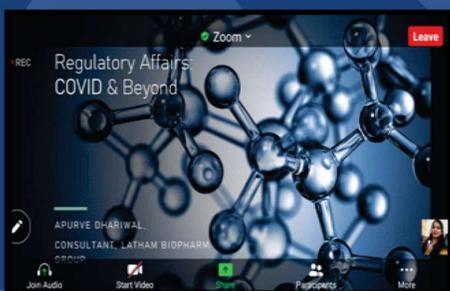 Zoom
Leave
REC
Regulatory Affairs:
COVID & Beyond
APURVE DHARIWAL,
CONSULTANT, LATHAM BIOPHARM
GROUP
Join Audio Start Video Share Participants More